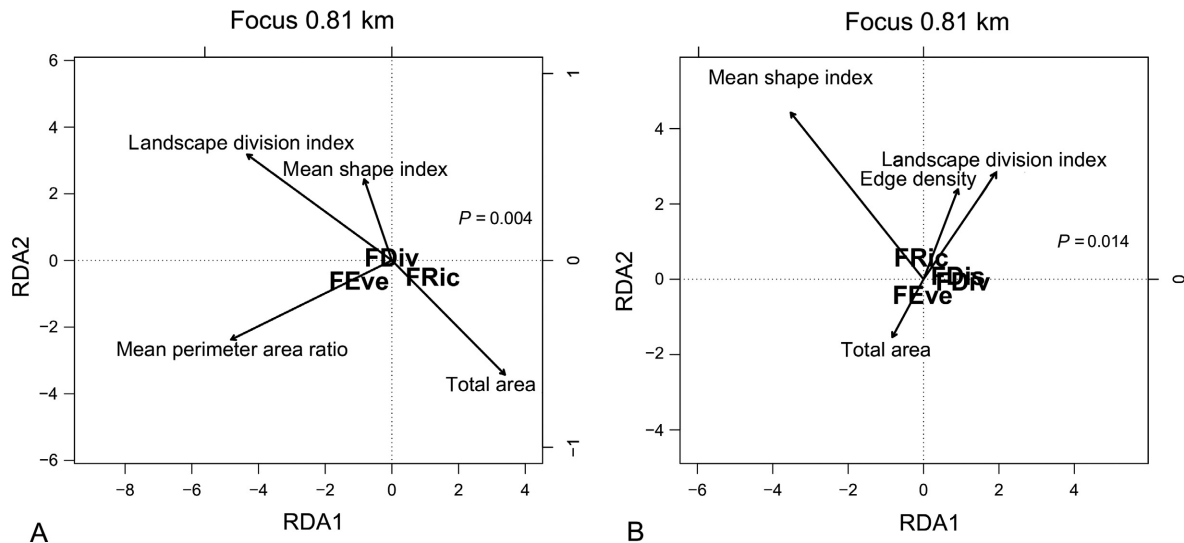 Focus 0.81 km
6
4
2
0
−2
−4
−6
RDA2
Landscape division index
Mean shape index
P = 0.004
FDiv
FEve
FRic
Mean perimeter area ratio
Total area
1
0
−1
−8
−6
−4
−2
0
2
4
RDA1
A
Focus 0.81 km
4
2
0
−2
−4
RDA2
Mean shape index
Landscape division index
Edge density
P = 0.014
FRic
FDis
FDiv
FEve
Total area
0
−6
−4
−2
0
2
4
RDA1
B